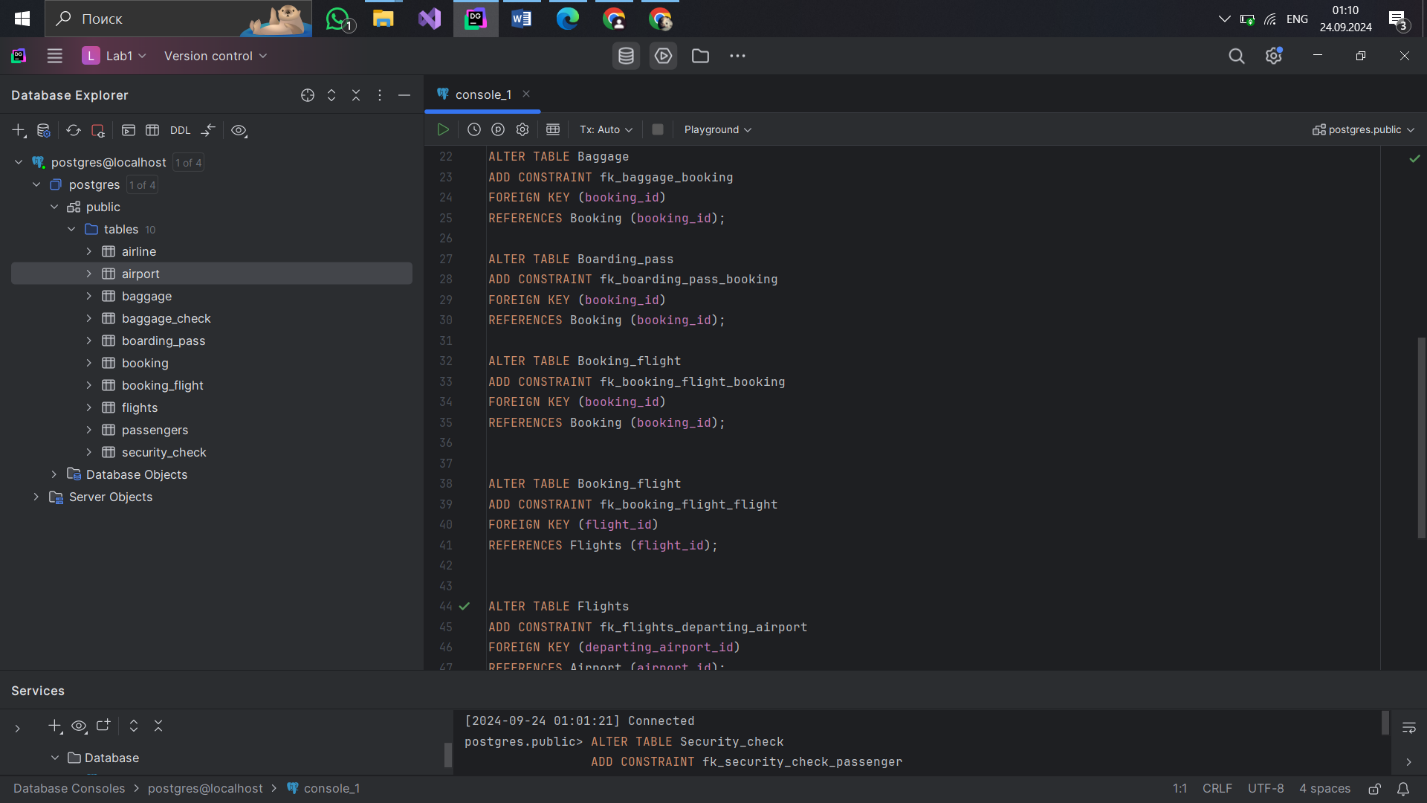 Поиск
1
ENG
01:10
24.09.2024
3
DG
L Lab1
Version control
Database Explorer
console_1
DDL
Tx: Auto
Playground
postgres.public
postgres@localhost 1 of 4
postgres 1 of 4
public
tables 10
airline
airport
baggage
baggage_check
boarding_pass
booking
booking_flight
flights
passengers
security_check
Database Objects
Server Objects
22 ALTER TABLE Baggage
23 ADD CONSTRAINT fk_baggage_booking
24 FOREIGN KEY (booking_id)
25 REFERENCES Booking (booking_id);
26
27 ALTER TABLE Boarding_pass
28 ADD CONSTRAINT fk_boarding_pass_booking
29 FOREIGN KEY (booking_id)
30 REFERENCES Booking (booking_id);
31
32 ALTER TABLE Booking_flight
33 ADD CONSTRAINT fk_booking_flight_booking
34 FOREIGN KEY (booking_id)
35 REFERENCES Booking (booking_id);
36
37
38 ALTER TABLE Booking_flight
39 ADD CONSTRAINT fk_booking_flight_flight
40 FOREIGN KEY (flight_id)
41 REFERENCES Flights (flight_id);
42
43
44 ALTER TABLE Flights
45 ADD CONSTRAINT fk_flights_departing_airport
46 FOREIGN KEY (departing_airport_id)
47 REFERENCES Airport (airport_id);
Services
Database
[2024-09-24 01:01:21] Connected
postgres.public> ALTER TABLE Security_check
ADD CONSTRAINT fk_security_check_passenger
Database Consoles > postgres@localhost > console_1
1:1 CRLF UTF-8 4 spaces